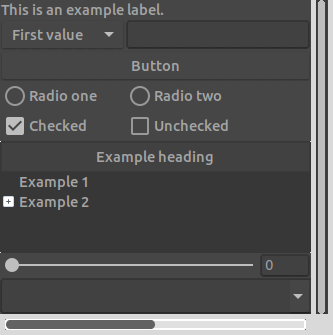 This is an example label.
First value
Button
Radio one Radio two
Checked Unchecked
Example heading
Example 1
Example 2
0